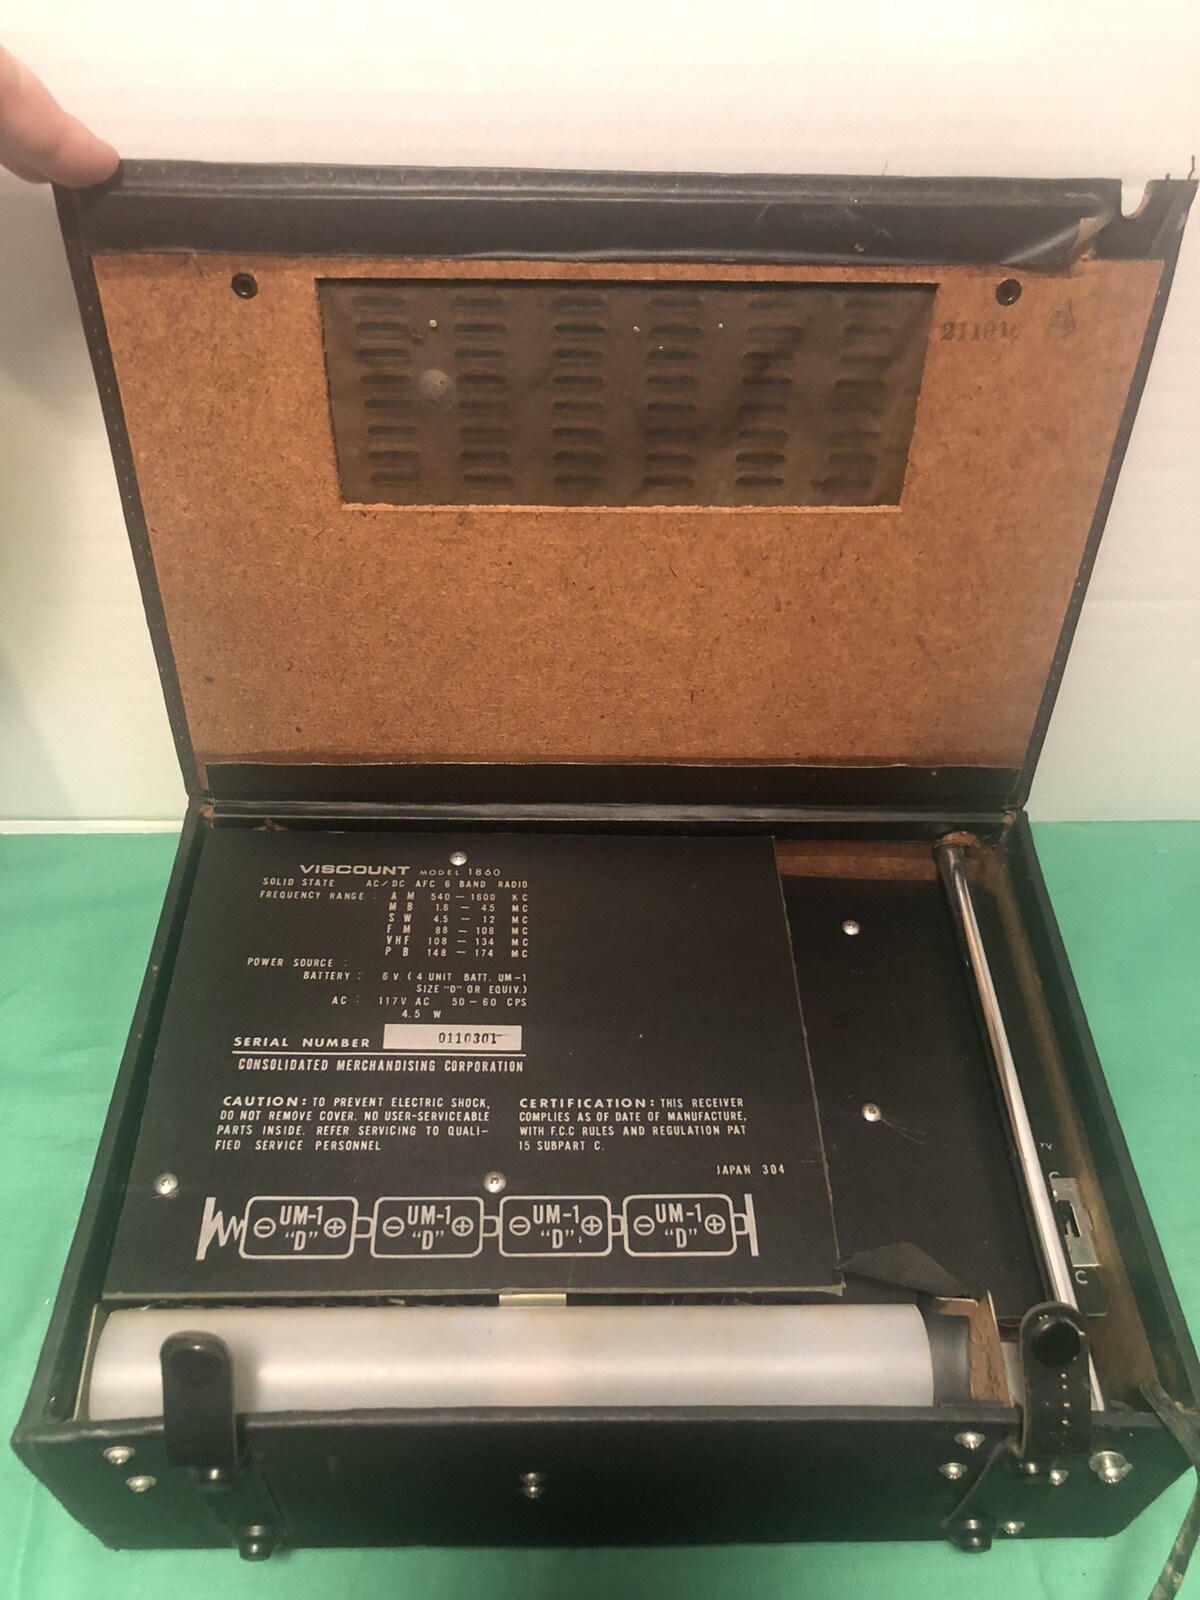 21191
VISCOUNT MODEL 1860
SOLID STATE AC/DC AFC 6 BAND RADIO
FREQUENCY RANGE : A M 540 — 1600 KC
M B 1.6 — 4.5 MC
S W 4.5 — 12 MC
F M 88 — 108 MC
VHF 108 — 134 MC
P B 148 — 174 MC
POWER SOURCE :
BATTERY : 6 V. ( 4 UNIT BATT. UM-1
SIZE "D" OR EQUIV.)
AC : 117V AC 50 — 60 CPS
4.5 W
SERIAL NUMBER 0110301
CONSOLIDATED MERCHANDISING CORPORATION
CAUTION : TO PREVENT ELECTRIC SHOCK,
DO NOT REMOVE COVER. NO USER-SERVICEABLE
PARTS INSIDE. REFER SERVICING TO QUALI-
FIED SERVICE PERSONNEL
CERTIFICATION : THIS RECEIVER
COMPLIES AS OF DATE OF MANUFACTURE,
WITH F.C.C RULES AND REGULATION PAT
15 SUBPART C.
JAPAN 304
⊖ UM-1 "D" ⊕ ⊖ UM-1 "D" ⊕ ⊖ UM-1 "D" ⊕ ⊖ UM-1 "D" ⊕
C